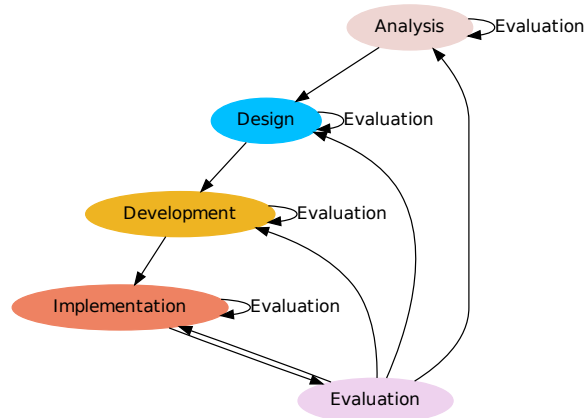 Analysis
Evaluation
Design
Evaluation
Development
Evaluation
Implementation
Evaluation
Evaluation